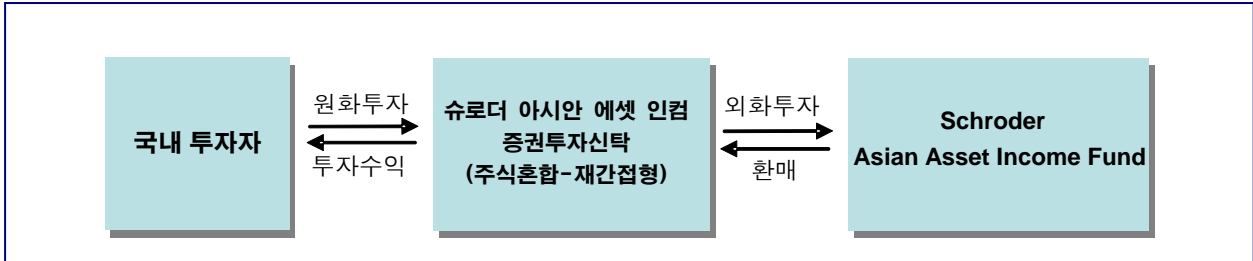 국내 투자자
원화투자
투자수익
슈로더 아시안 에셋 인컴
증권투자신탁
(주식혼합-재간접형)
외화투자
환매
Schroder
Asian Asset Income Fund